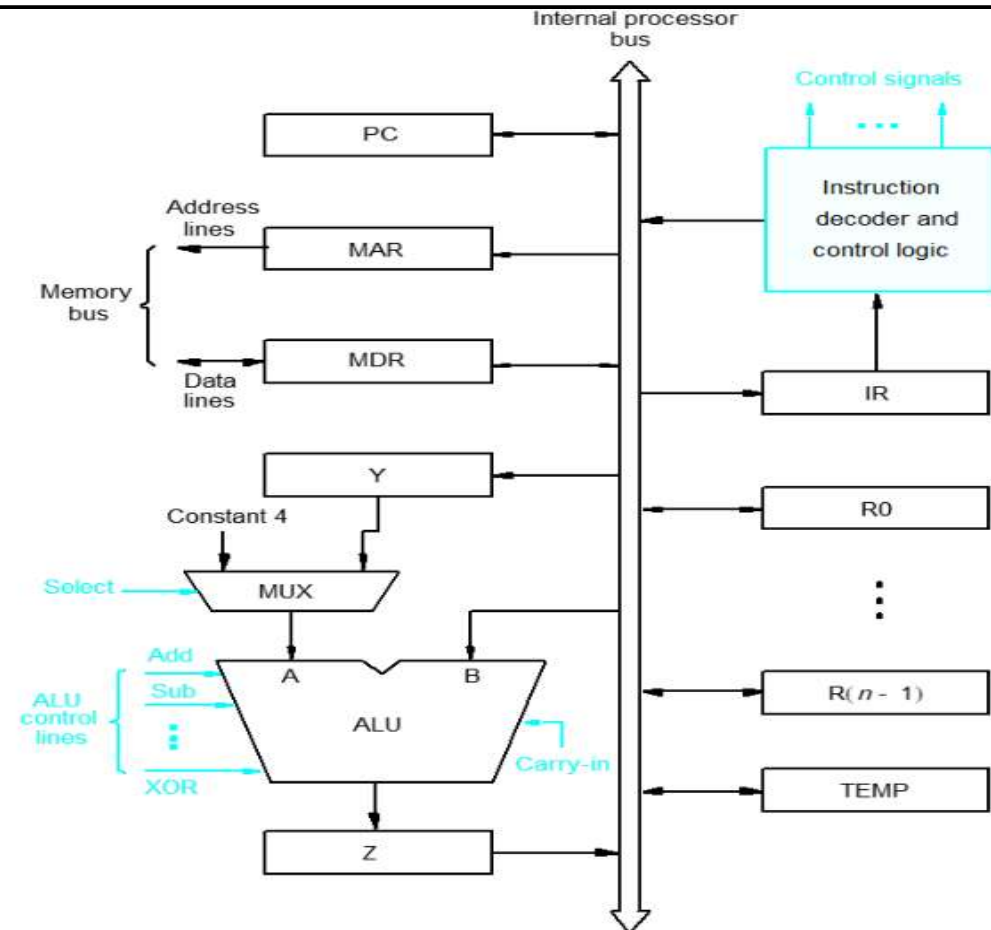 Internal processor
bus
Control signals
PC
Instruction
decoder and
control logic
Address
lines
MAR
Memory
bus
MDR
Data
lines
IR
Y
Constant 4
R0
Select
MUX
Add
A
B
Sub
ALU
control
lines
ALU
R(n - 1)
Carry-in
XOR
TEMP
Z